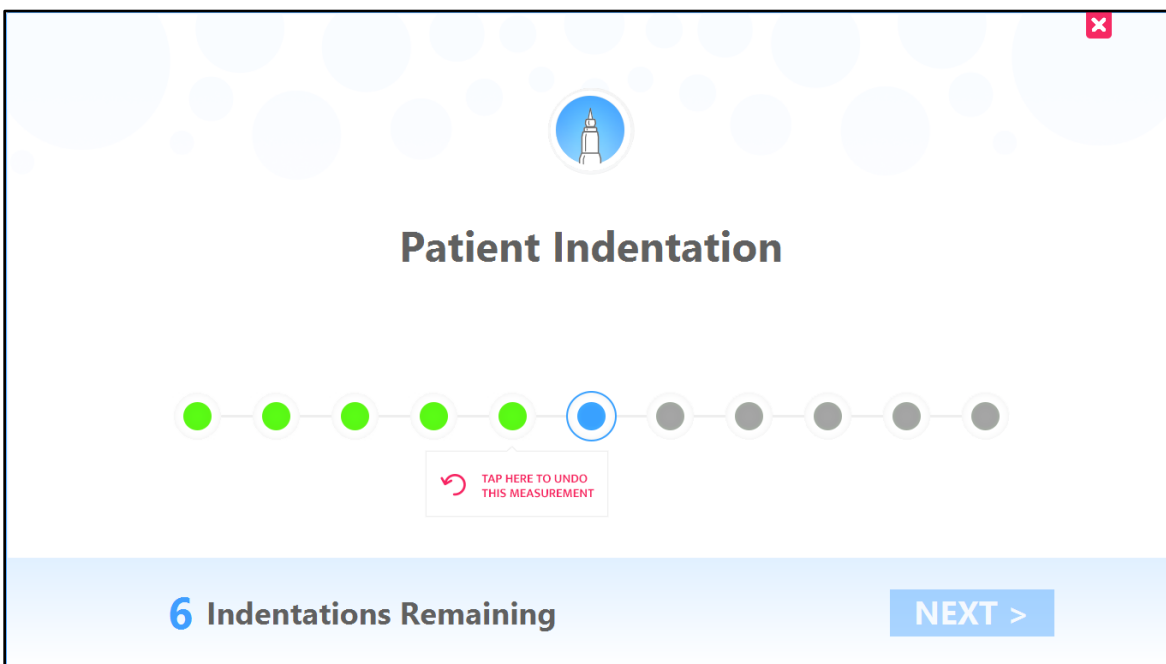 Patient Indentation
TAP HERE TO UNDO
THIS MEASUREMENT
6 Indentations Remaining
NEXT >